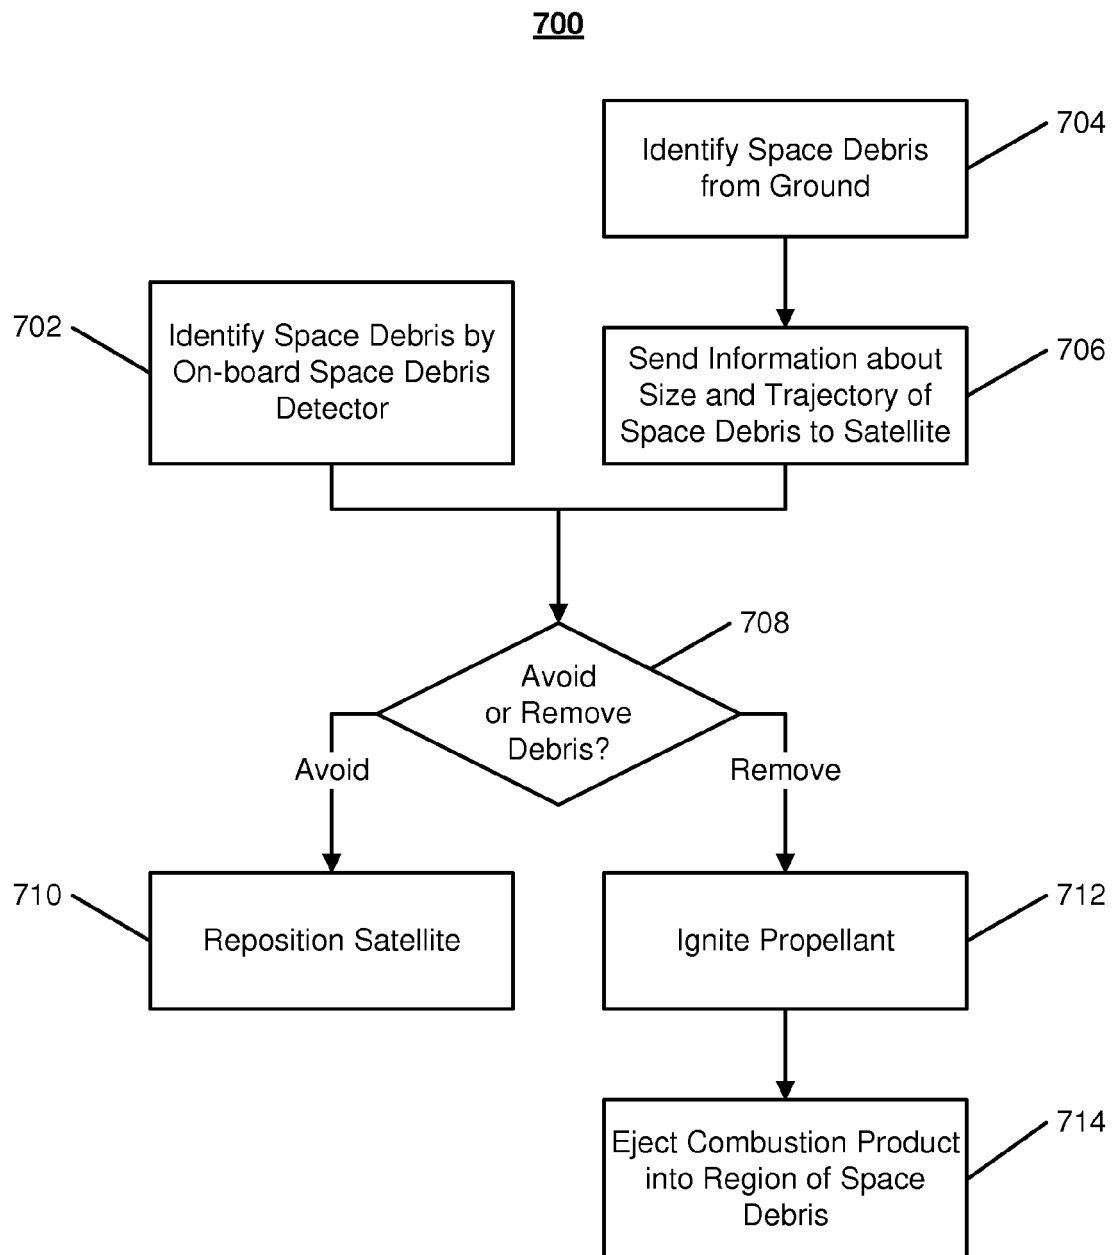 700
704
Identify Space Debris
from Ground
702
Identify Space Debris by
On-board Space Debris
Detector
706
Send Information about
Size and Trajectory of
Space Debris to Satellite
708
Avoid
or Remove
Debris?
Avoid
Remove
710
Reposition Satellite
712
Ignite Propellant
714
Eject Combustion Product
into Region of Space
Debris